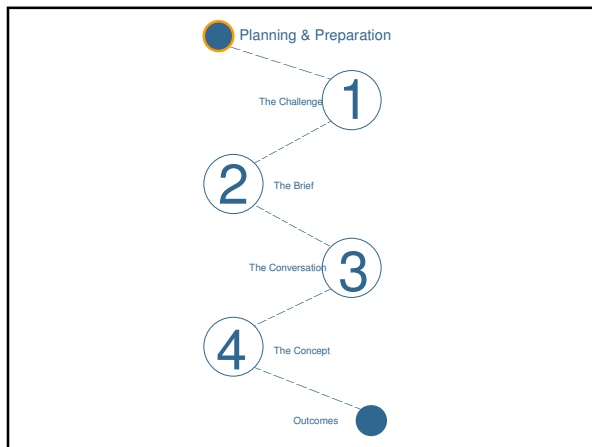 Planning & Preparation
The Challenge 1
2 The Brief
The Conversation 3
4 The Concept
Outcomes